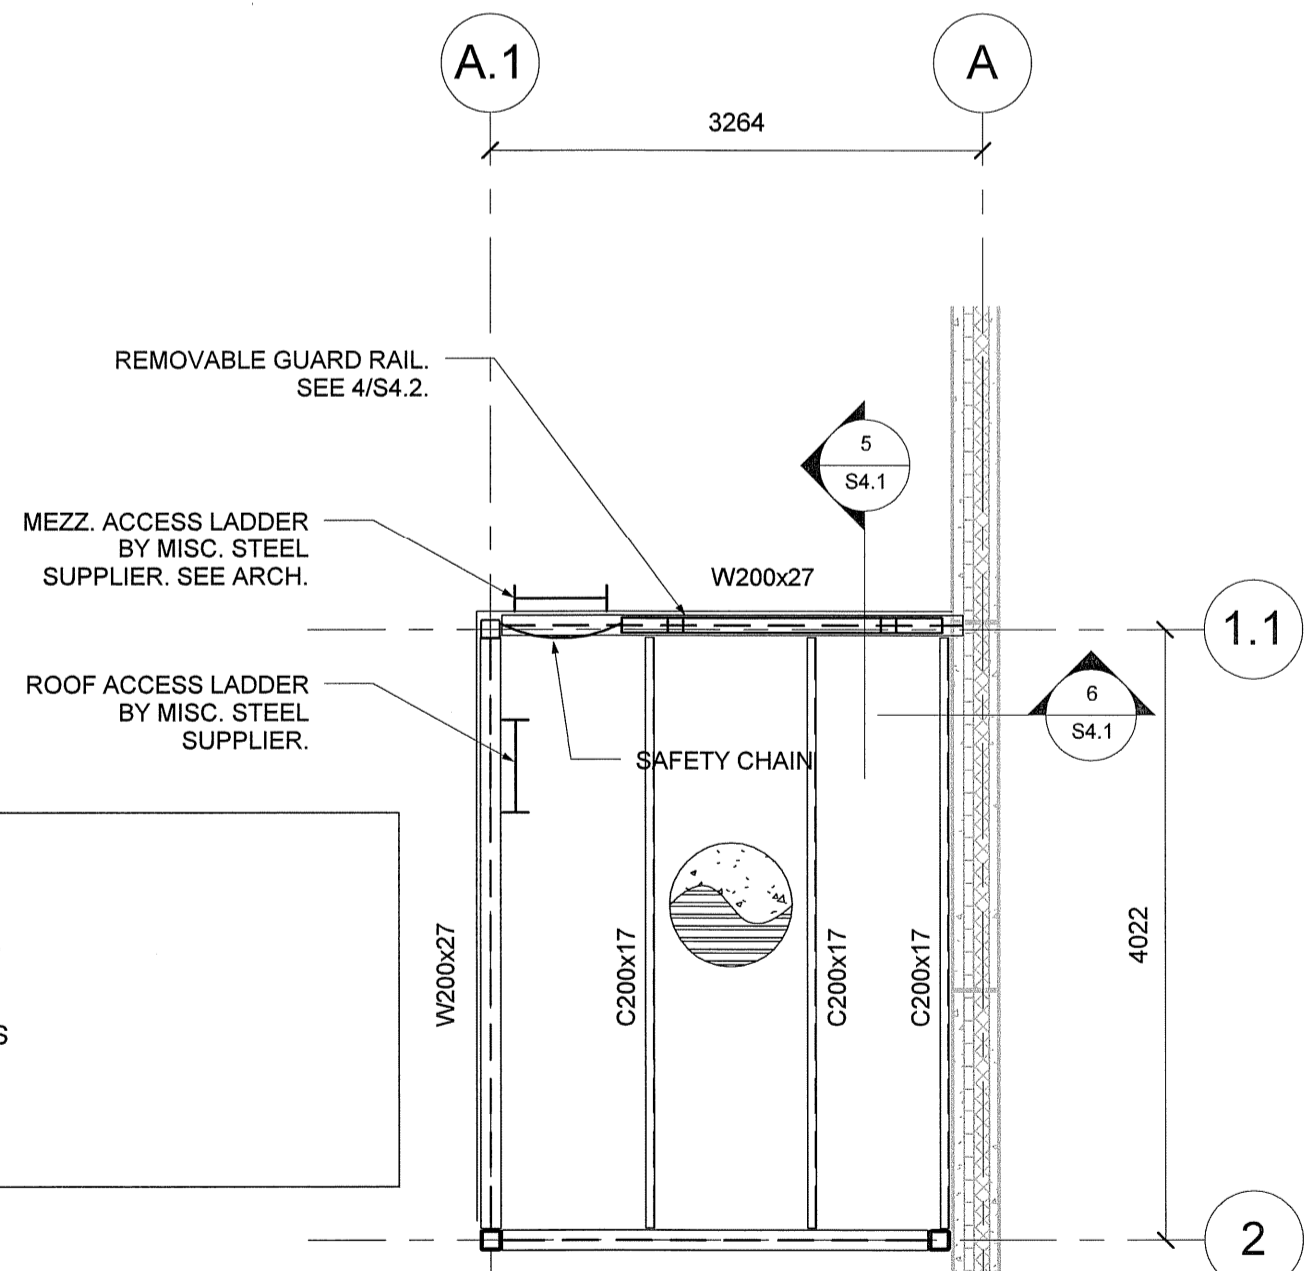 A.1
A
3264
REMOVABLE GUARD RAIL.
SEE 4/S4.2.
5
S4.1
MEZZ. ACCESS LADDER
BY MISC. STEEL
SUPPLIER. SEE ARCH.
W200x27
1.1
ROOF ACCESS LADDER
BY MISC. STEEL
SUPPLIER.
6
S4.1
SAFETY CHAIN
W200x27
C200x17
C200x17
C200x17
4022
S
2